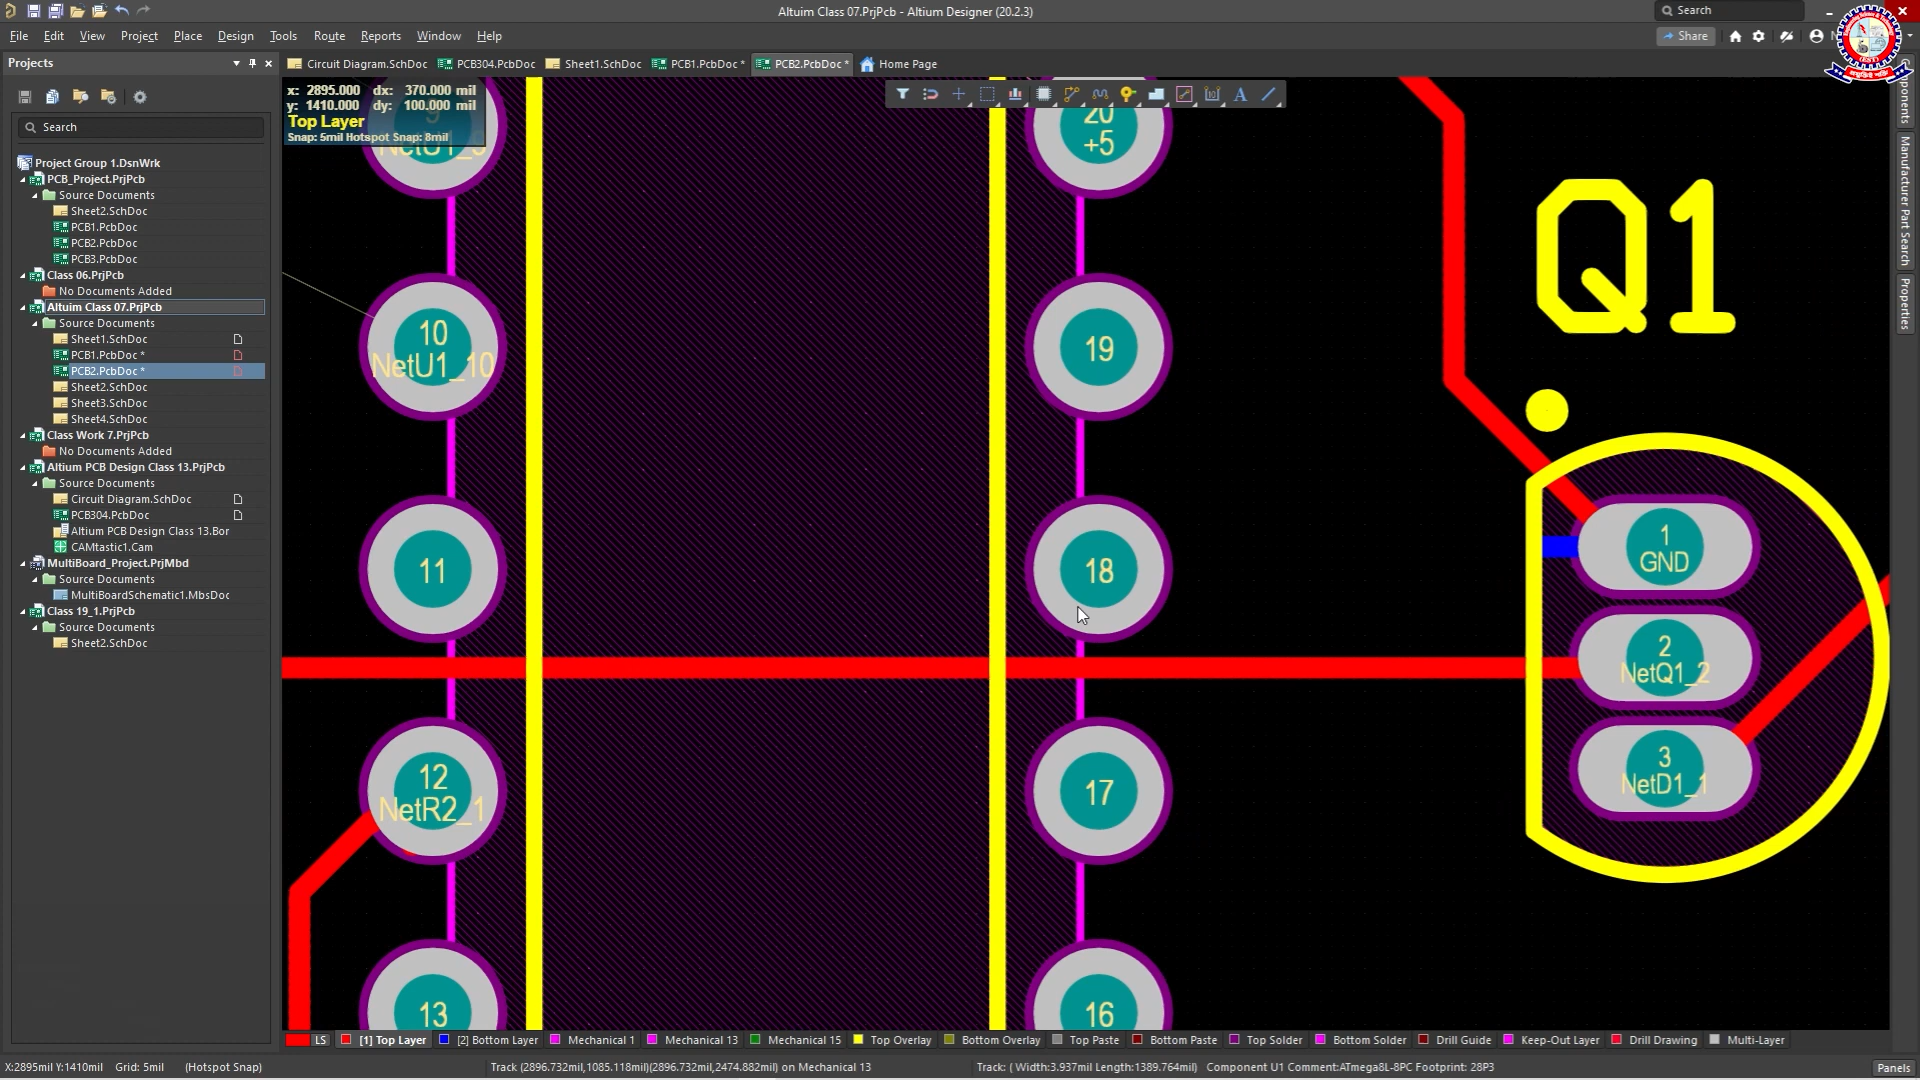 Altuim Class 07.PrjPcb - Altium Designer (20.2.3)
Search
File Edit View Project Place Design Tools Route Reports Window Help
Share
Projects
Circuit Diagram.SchDoc PCB304.PcbDoc Sheet1.SchDoc PCB1.PcbDoc * PCB2.PcbDoc * Home Page
x: 2895.000 dx: 370.000 mil
y: 1410.000 dy: 100.000 mil
Top Layer
Snap: 5mil Hotspot Snap: 8mil
Search
Project Group 1.DsnWrk
PCB_Project.PrjPcb
Source Documents
Sheet2.SchDoc
PCB1.PcbDoc
PCB2.PcbDoc
PCB3.PcbDoc
Class 06.PrjPcb
No Documents Added
Altuim Class 07.PrjPcb
Source Documents
Sheet1.SchDoc
PCB1.PcbDoc *
PCB2.PcbDoc *
Sheet2.SchDoc
Sheet3.SchDoc
Sheet4.SchDoc
Class Work 7.PrjPcb
No Documents Added
Altium PCB Design Class 13.PrjPcb
Source Documents
Circuit Diagram.SchDoc
PCB304.PcbDoc
Altium PCB Design Class 13.Bor
CAMtastic1.Cam
MultiBoard_Project.PrjMbd
Source Documents
MultiBoardSchematic1.MbsDoc
Class 19_1.PrjPcb
Source Documents
Sheet2.SchDoc
9
NetU1_9
20
+5
10
NetU1_10
19
11
18
12
NetR2_1
17
13
16
Q1
1
GND
2
NetQ1_2
3
NetD1_1
Components
Manufacturer Part Search
Properties
LS [1] Top Layer [2] Bottom Layer Mechanical 1 Mechanical 13 Mechanical 15 Top Overlay Bottom Overlay Top Paste Bottom Paste Top Solder Bottom Solder Drill Guide Keep-Out Layer Drill Drawing Multi-Layer
X:2895mil Y:1410mil Grid: 5mil (Hotspot Snap) Track (2896.732mil,1085.118mil)(2896.732mil,2474.882mil) on Mechanical 13 Track: ( Width:3.937mil Length:1389.764mil) Component U1 Comment:ATmega8L-8PC Footprint: 28P3 Panels